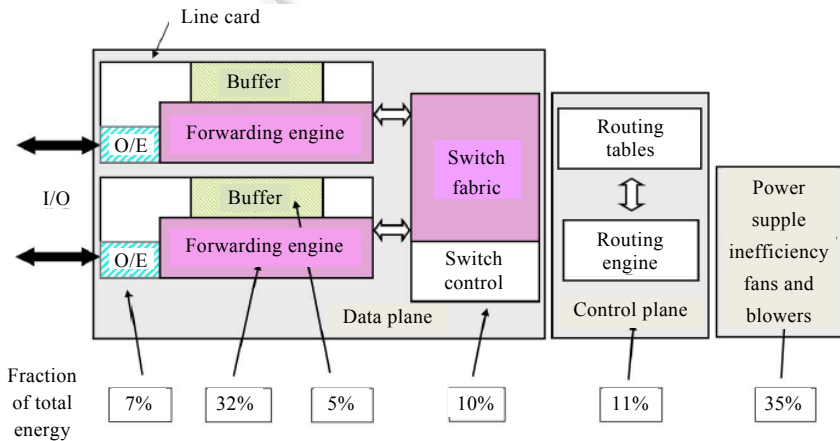 Line card
Buffer
Forwarding engine
O/E
I/O
Buffer
Forwarding engine
O/E
Switch
fabric
Switch
control
Data plane
Routing
tables
Routing
engine
Control plane
Power
supple
inefficiency
fans and
blowers
Fraction
of total
energy
7%
32%
5%
10%
11%
35%